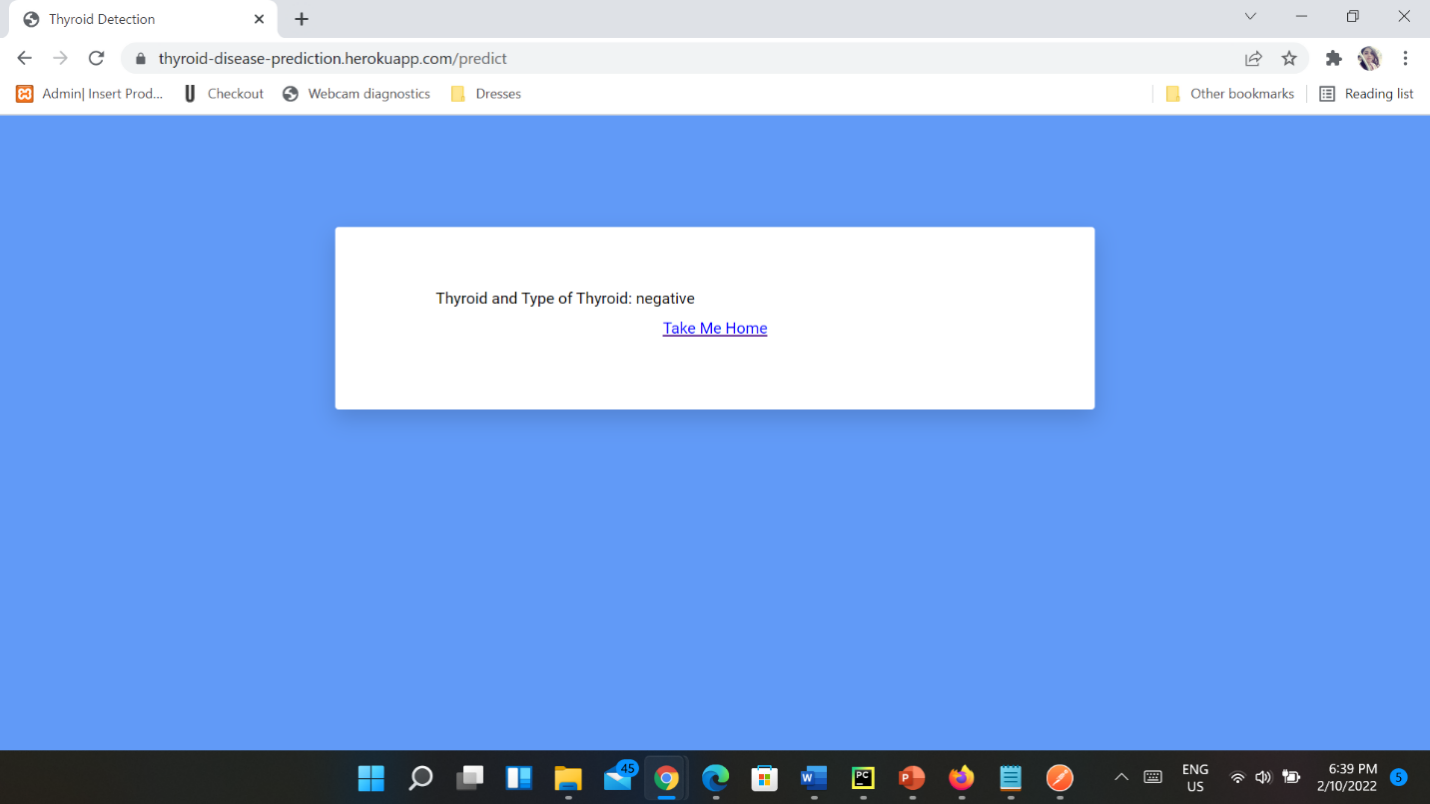 Thyroid Detection
thyroid-disease-prediction.herokuapp.com/predict
Admin| Insert Prod... Checkout Webcam diagnostics Dresses Other bookmarks Reading list
Thyroid and Type of Thyroid: negative
Take Me Home
45
W
PC
P
ENG
US
6:39 PM
2/10/2022
5